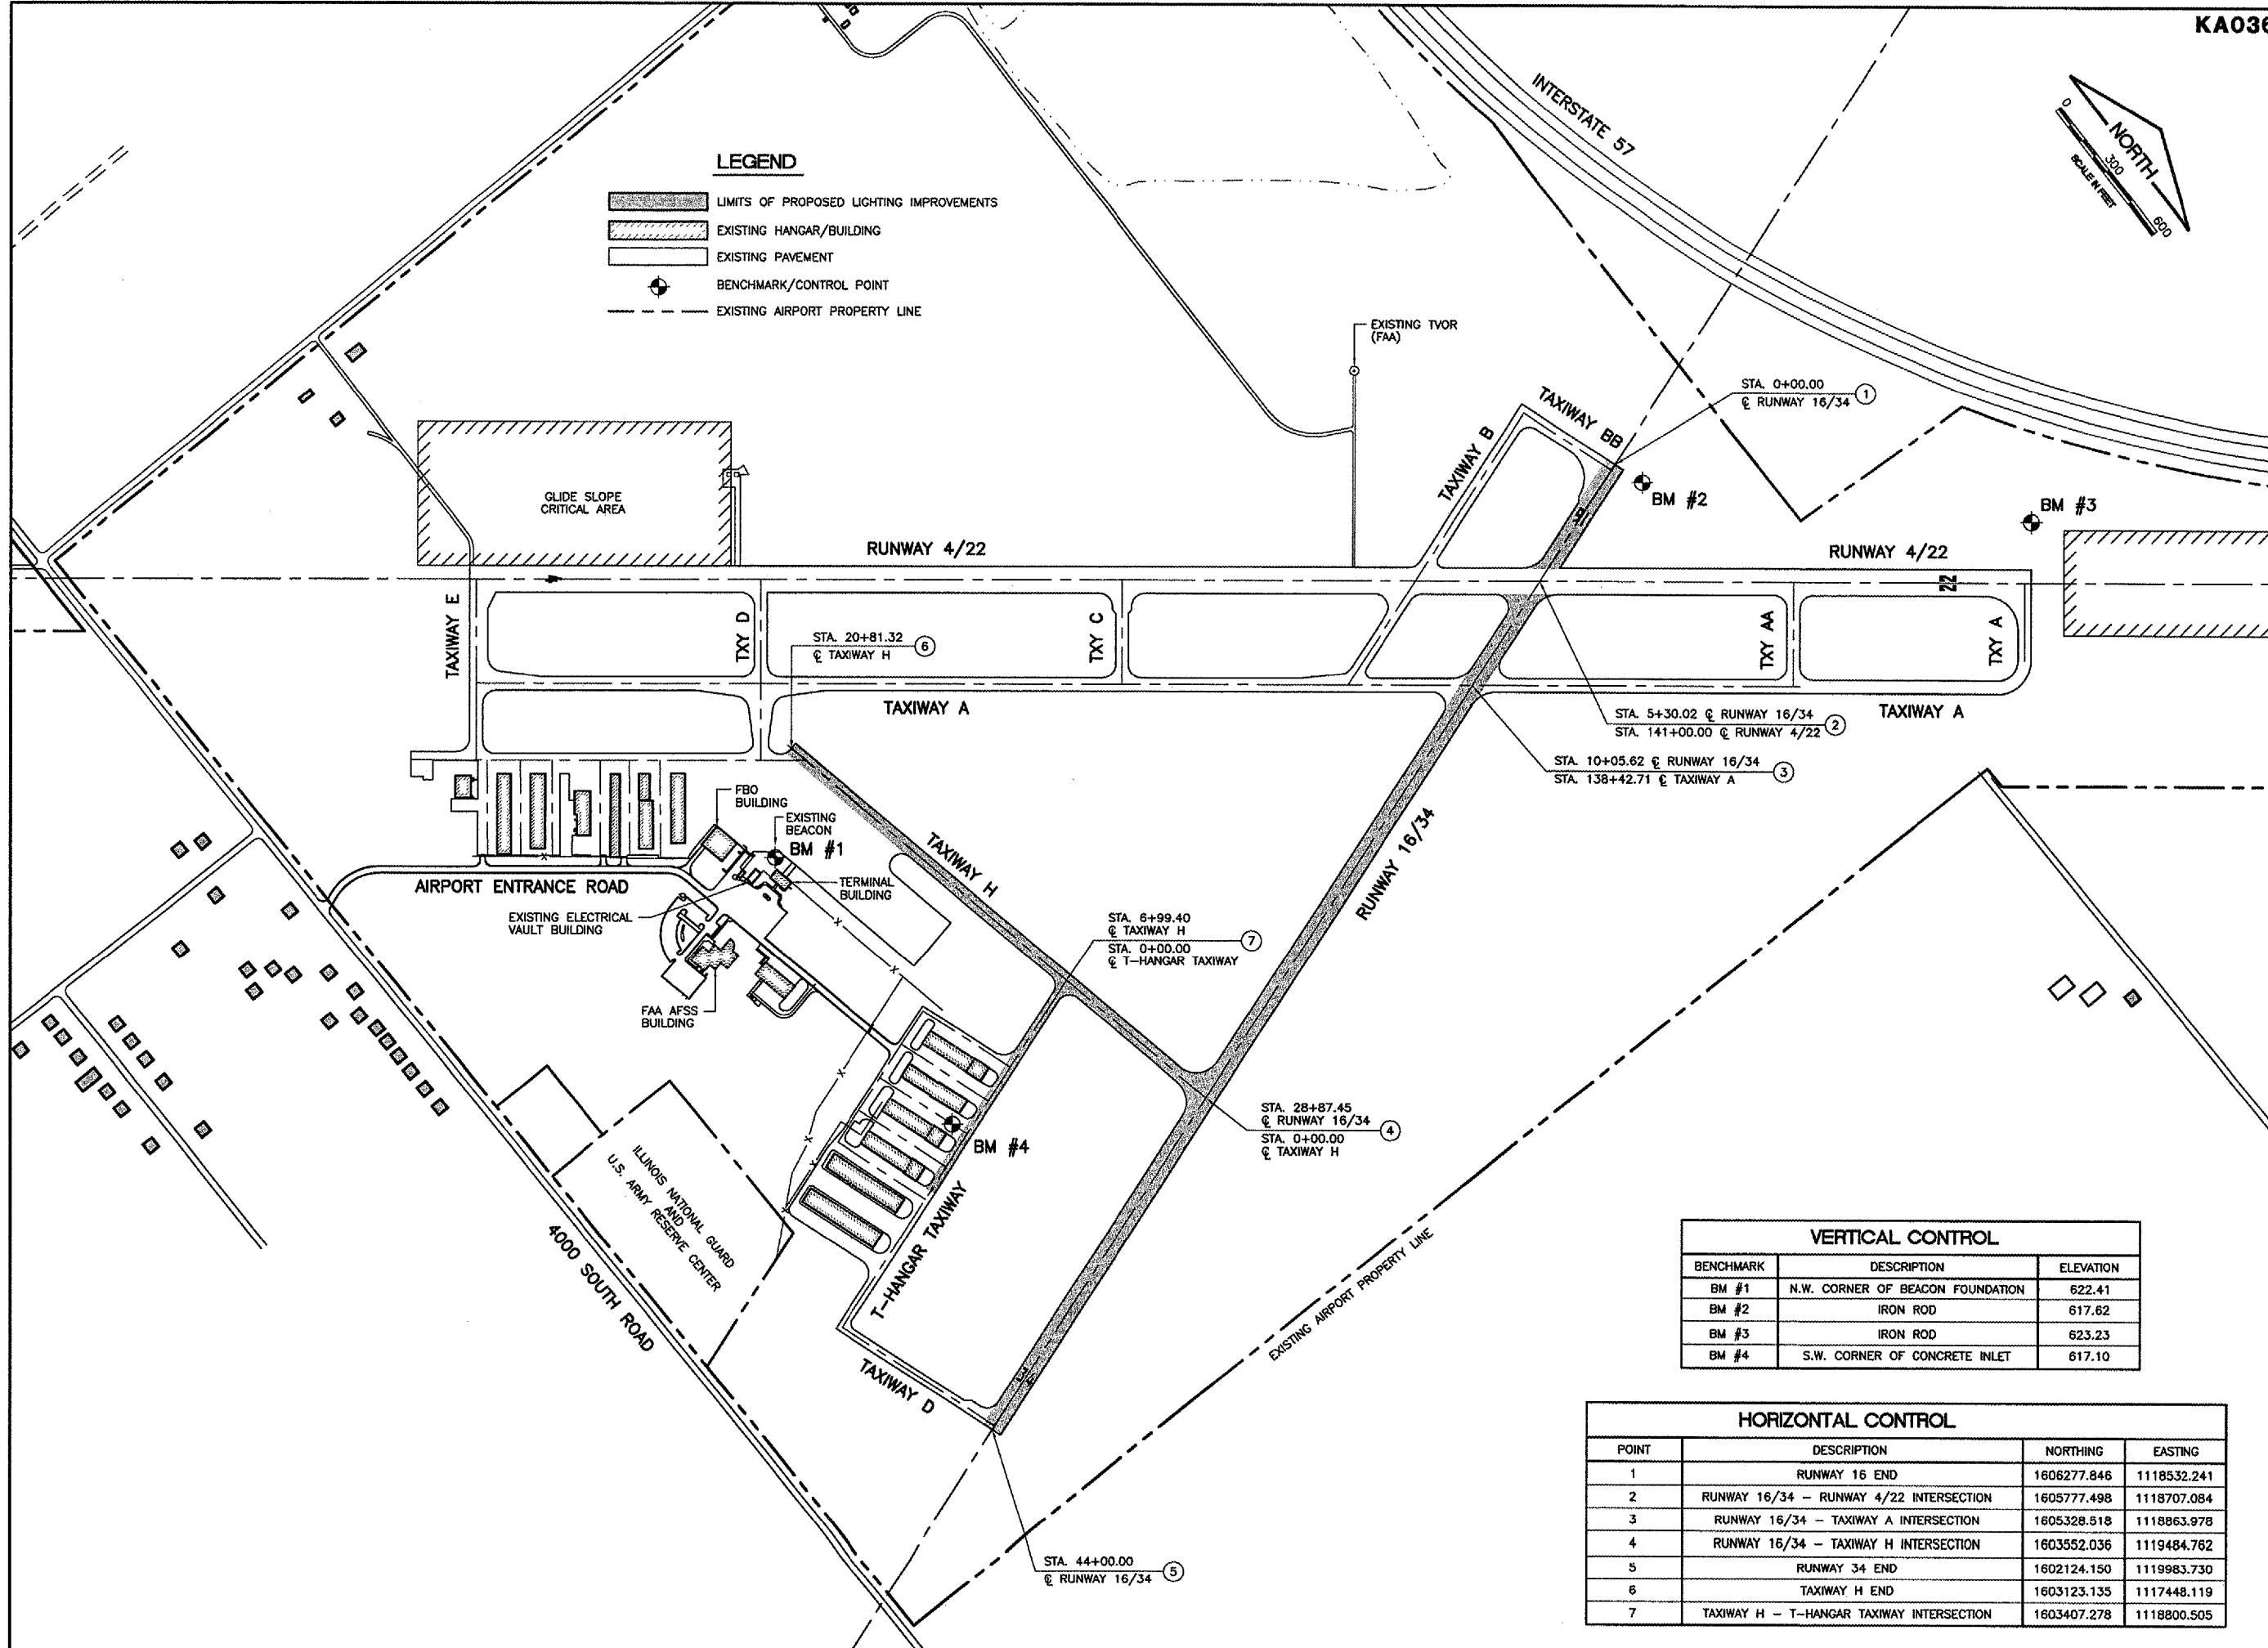 KA036
INTERSTATE 57
NORTH
0
300
600
SCALE IN FEET
LEGEND
LIMITS OF PROPOSED LIGHTING IMPROVEMENTS
EXISTING HANGAR/BUILDING
EXISTING PAVEMENT
BENCHMARK/CONTROL POINT
EXISTING AIRPORT PROPERTY LINE
EXISTING TVOR
(FAA)
STA. 0+00.00
℄ RUNWAY 16/34
1
TAXIWAY BB
TAXIWAY B
BM #2
BM #3
GLIDE SLOPE
CRITICAL AREA
16
RUNWAY 4/22
RUNWAY 4/22
22
TAXIWAY E
TXY D
STA. 20+81.32
℄ TAXIWAY H
6
TXY C
TXY AA
TXY A
TAXIWAY A
STA. 5+30.02 ℄ RUNWAY 16/34
STA. 141+00.00 ℄ RUNWAY 4/22
2
TAXIWAY A
STA. 10+05.62 ℄ RUNWAY 16/34
STA. 138+42.71 ℄ TAXIWAY A
3
FBO
BUILDING
EXISTING
BEACON
BM #1
TAXIWAY H
RUNWAY 16/34
AIRPORT ENTRANCE ROAD
TERMINAL
BUILDING
EXISTING ELECTRICAL
VAULT BUILDING
STA. 6+99.40
℄ TAXIWAY H
STA. 0+00.00
℄ T-HANGAR TAXIWAY
7
FAA AFSS
BUILDING
STA. 28+87.45
℄ RUNWAY 16/34
STA. 0+00.00
℄ TAXIWAY H
4
BM #4
ILLINOIS NATIONAL GUARD
AND
U.S. ARMY RESERVE CENTER
4000 SOUTH ROAD
T-HANGAR TAXIWAY
TAXIWAY D
34
EXISTING AIRPORT PROPERTY LINE
STA. 44+00.00
℄ RUNWAY 16/34
5
VERTICAL CONTROL
BENCHMARK DESCRIPTION ELEVATION
BM #1 N.W. CORNER OF BEACON FOUNDATION 622.41
BM #2 IRON ROD 617.62
BM #3 IRON ROD 623.23
BM #4 S.W. CORNER OF CONCRETE INLET 617.10
HORIZONTAL CONTROL
POINT DESCRIPTION NORTHING EASTING
1 RUNWAY 16 END 1606277.846 1118532.241
2 RUNWAY 16/34 - RUNWAY 4/22 INTERSECTION 1605777.498 1118707.084
3 RUNWAY 16/34 - TAXIWAY A INTERSECTION 1605328.518 1118863.978
4 RUNWAY 16/34 - TAXIWAY H INTERSECTION 1603552.036 1119484.762
5 RUNWAY 34 END 1602124.150 1119983.730
6 TAXIWAY H END 1603123.135 1117448.119
7 TAXIWAY H - T-HANGAR TAXIWAY INTERSECTION 1603407.278 1118800.505